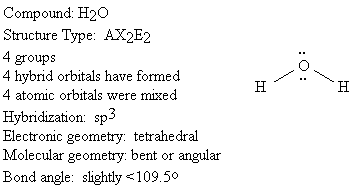 Compound: H2O
Structure Type:  AX2E2
4 groups
4 hybrid orbitals have formed
4 atomic orbitals were mixed
Hybridization:  sp3
Electronic geometry:  tetrahedral
Molecular geometry: bent or angular
Bond angle:  slightly <109.5º
O
H H